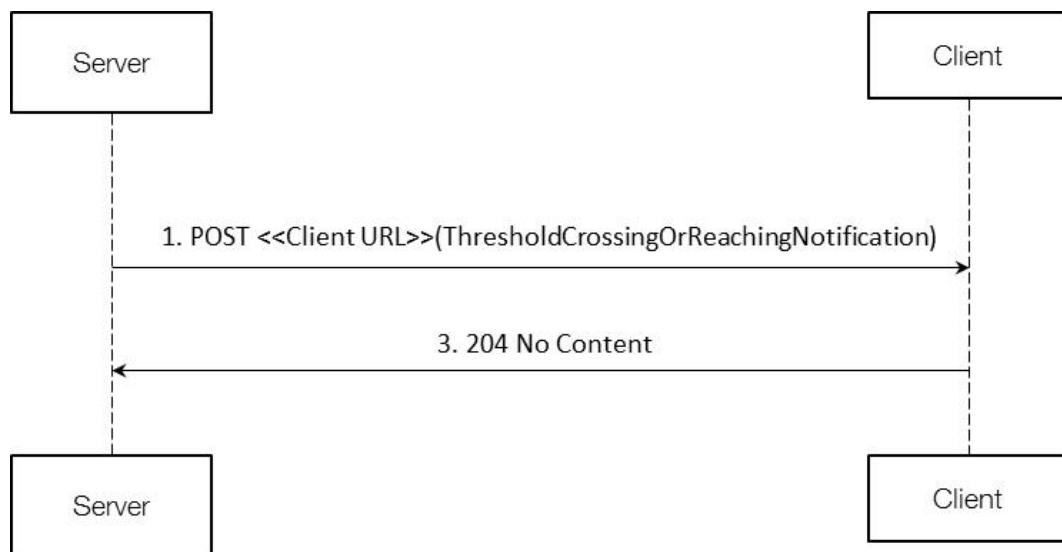 Server
Client
1. POST <<Client URL>>(ThresholdCrossingOrReachingNotification)
3. 204 No Content
Server
Client